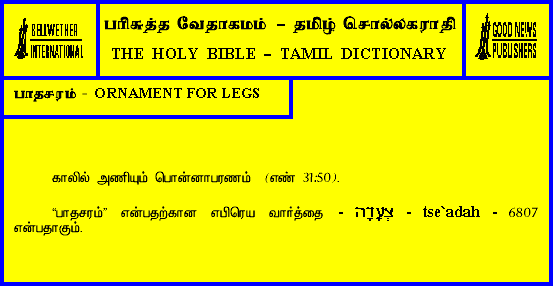 BELLWETHER
INTERNATIONAL
பரிசுத்த வேதாகமம் – தமிழ் சொல்லகராதி
THE HOLY BIBLE – TAMIL DICTIONARY
GOOD NEWS
PUBLISHERS
பாதசரம் - ORNAMENT FOR LEGS
காலில் அணியும் பொன்னாபரணம் (எண் 31:50).
“பாதசரம்” என்பதற்கான எபிரெய வார்த்தை - צְעָדָה - tse`adah - 6807
என்பதாகும்.